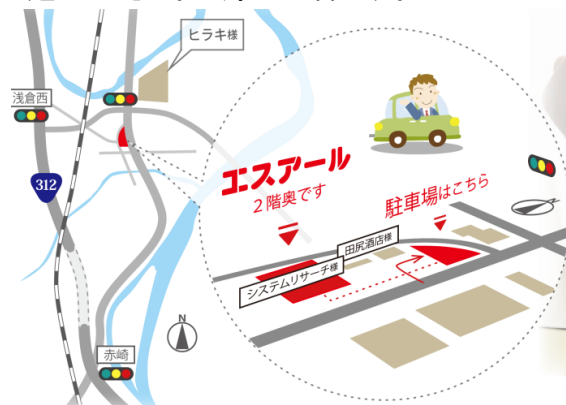 ヒラキ様
浅倉西
312
エスアール
2階奥です
駐車場はこちら
田尻酒店様
システムリサーチ様
N
赤崎